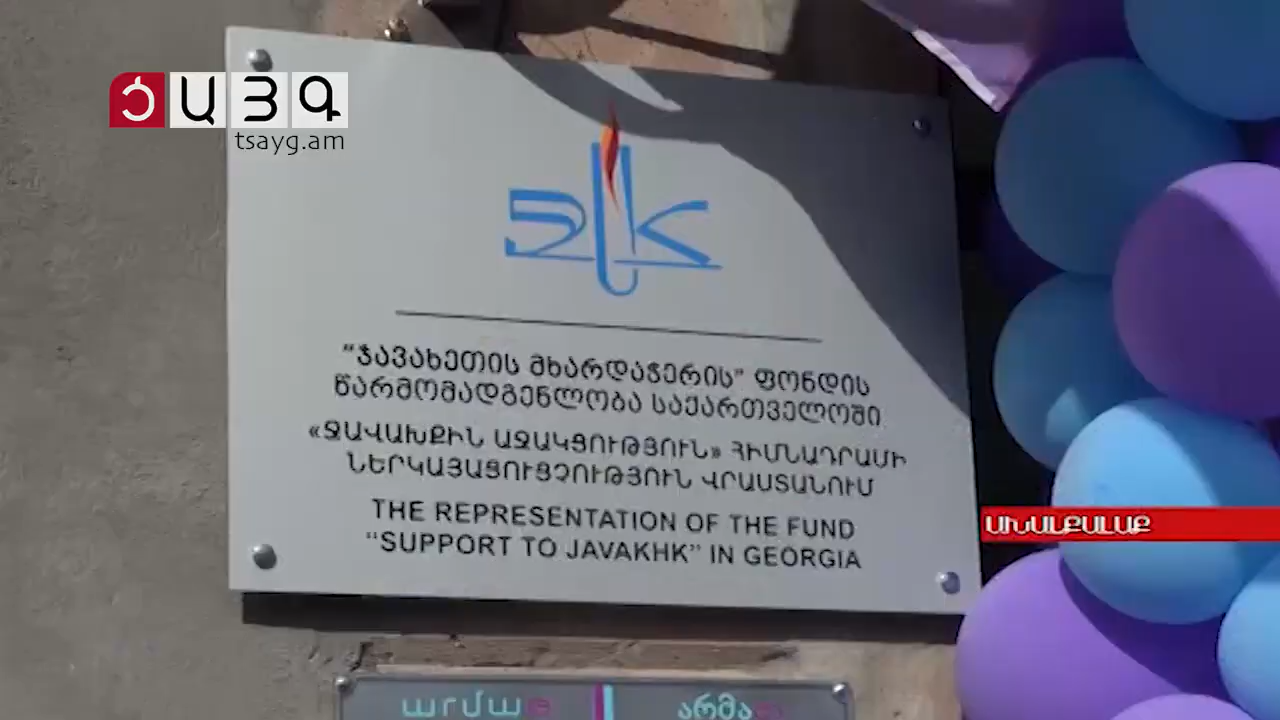 ՑԱՅԳ
tsayg.am
"ჯავახეთის მხარდაჭერის" ფონდის
წარმომადგენლობა საქართველოში
«ՋԱՎԱԽՔԻՆ ԱՋԱԿՑՈՒԹՅՈՒՆ» ՀԻՄՆԱԴՐԱՄԻ
ՆԵՐԿԱՅԱՑՈՒՑՉՈՒԹՅՈՒՆ ՎՐԱՍՏԱՆՈՒՄ
THE REPRESENTATION OF THE FUND
"SUPPORT TO JAVAKHK" IN GEORGIA
ԱԽԱԼՔԱԼԱՔ